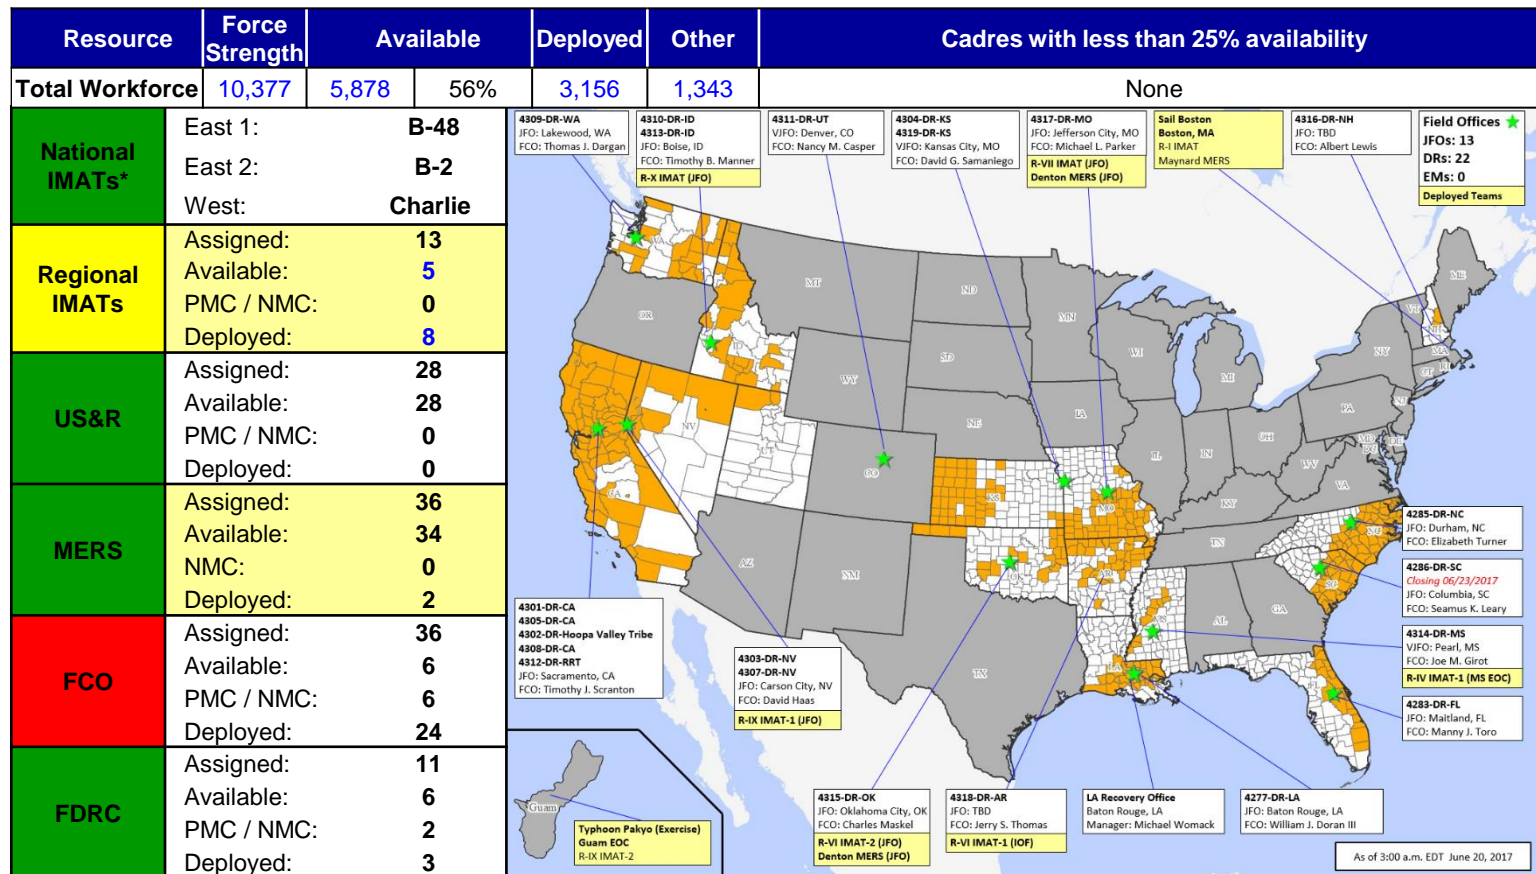 Resource Force Strength Available Deployed Other Cadres with less than 25% availability
Total Workforce 10,377 5,878 56% 3,156 1,343 None
National IMATs*
East 1: B-48
East 2: B-2
West: Charlie
Regional IMATs
Assigned: 13
Available: 5
PMC / NMC: 0
Deployed: 8
US&R
Assigned: 28
Available: 28
PMC / NMC: 0
Deployed: 0
MERS
Assigned: 36
Available: 34
NMC: 0
Deployed: 2
FCO
Assigned: 36
Available: 6
PMC / NMC: 6
Deployed: 24
FDRC
Assigned: 11
Available: 6
PMC / NMC: 2
Deployed: 3
4309-DR-WA
JFO: Lakewood, WA
FCO: Thomas J. Dargan
4310-DR-ID
4313-DR-ID
JFO: Boise, ID
FCO: Timothy B. Manner
R-X IMAT (JFO)
4311-DR-UT
VJFO: Denver, CO
FCO: Nancy M. Casper
4304-DR-KS
4319-DR-KS
VJFO: Kansas City, MO
FCO: David G. Samaniego
4317-DR-MO
JFO: Jefferson City, MO
FCO: Michael L. Parker
R-VII IMAT (JFO)
Denton MERS (JFO)
Sail Boston
Boston, MA
R-I IMAT
Maynard MERS
4316-DR-NH
JFO: TBD
FCO: Albert Lewis
Field Offices
JFOs: 13
DRs: 22
EMs: 0
Deployed Teams
WA
MT
ND
MN
OR
ID
SD
WI
MI
WY
NE
IA
NV
UT
CO
CA
KS
MO
IL
IN
OH
PA
NY
VT
NH
ME
MA
CT
RI
NJ
MD
DE
DC
WV
VA
KY
TN
NC
SC
AZ
NM
OK
AR
TX
LA
MS
AL
GA
FL
4285-DR-NC
JFO: Durham, NC
FCO: Elizabeth Turner
4286-DR-SC
Closing 06/23/2017
JFO: Columbia, SC
FCO: Seamus K. Leary
4314-DR-MS
VJFO: Pearl, MS
FCO: Joe M. Girot
R-IV IMAT-1 (MS EOC)
4283-DR-FL
JFO: Maitland, FL
FCO: Manny J. Toro
4301-DR-CA
4305-DR-CA
4302-DR-Hoopa Valley Tribe
4308-DR-CA
4312-DR-RRT
JFO: Sacramento, CA
FCO: Timothy J. Scranton
4303-DR-NV
4307-DR-NV
JFO: Carson City, NV
FCO: David Haas
R-IX IMAT-1 (JFO)
Guam
Typhoon Pakyo (Exercise)
Guam EOC
R-IX IMAT-2
4315-DR-OK
JFO: Oklahoma City, OK
FCO: Charles Maskel
R-VI IMAT-2 (JFO)
Denton MERS (JFO)
4318-DR-AR
JFO: TBD
FCO: Jerry S. Thomas
R-VI IMAT-1 (IOF)
LA Recovery Office
Baton Rouge, LA
Manager: Michael Womack
4277-DR-LA
JFO: Baton Rouge, LA
FCO: William J. Doran III
As of 3:00 a.m. EDT June 20, 2017